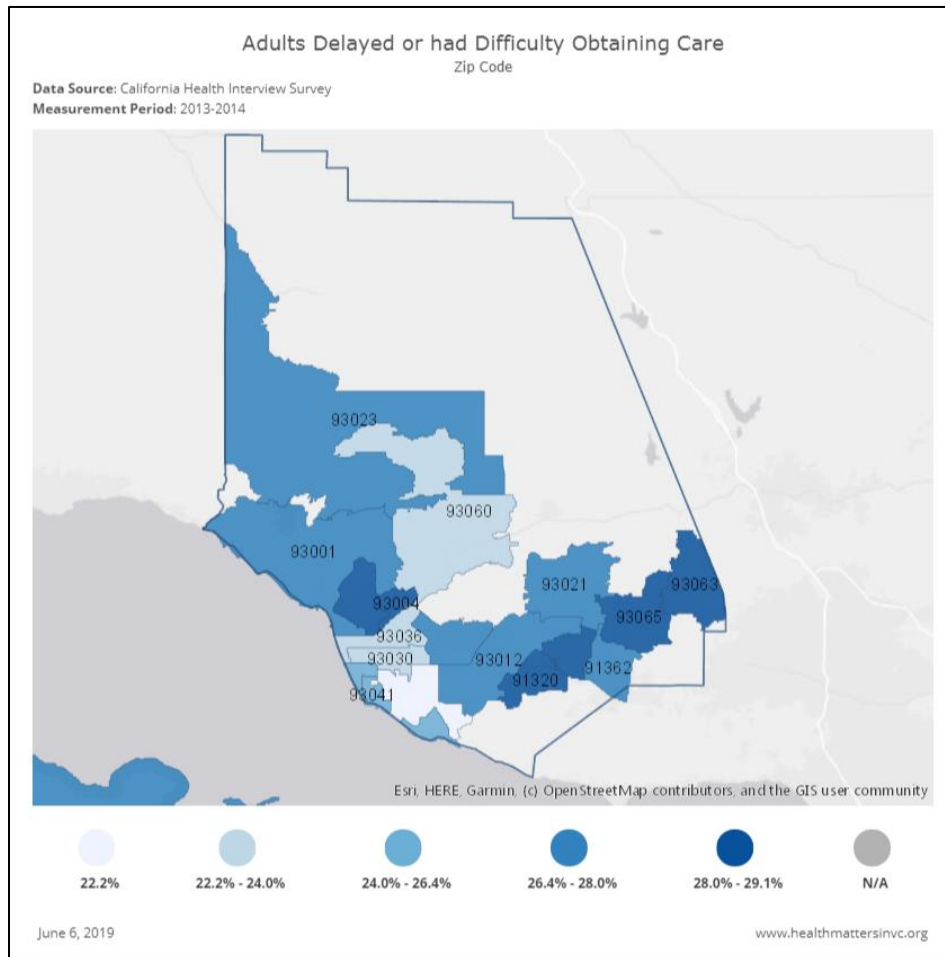 Adults Delayed or had Difficulty Obtaining Care
Zip Code
Data Source: California Health Interview Survey
Measurement Period: 2013-2014
93023
93060
93001
93021
93063
93004
93065
93036
93030
93012
91362
91320
93041
Esri, HERE, Garmin, (c) OpenStreetMap contributors, and the GIS user community
22.2%
22.2% - 24.0%
24.0% - 26.4%
26.4% - 28.0%
28.0% - 29.1%
N/A
June 6, 2019
www.healthmattersinvc.org